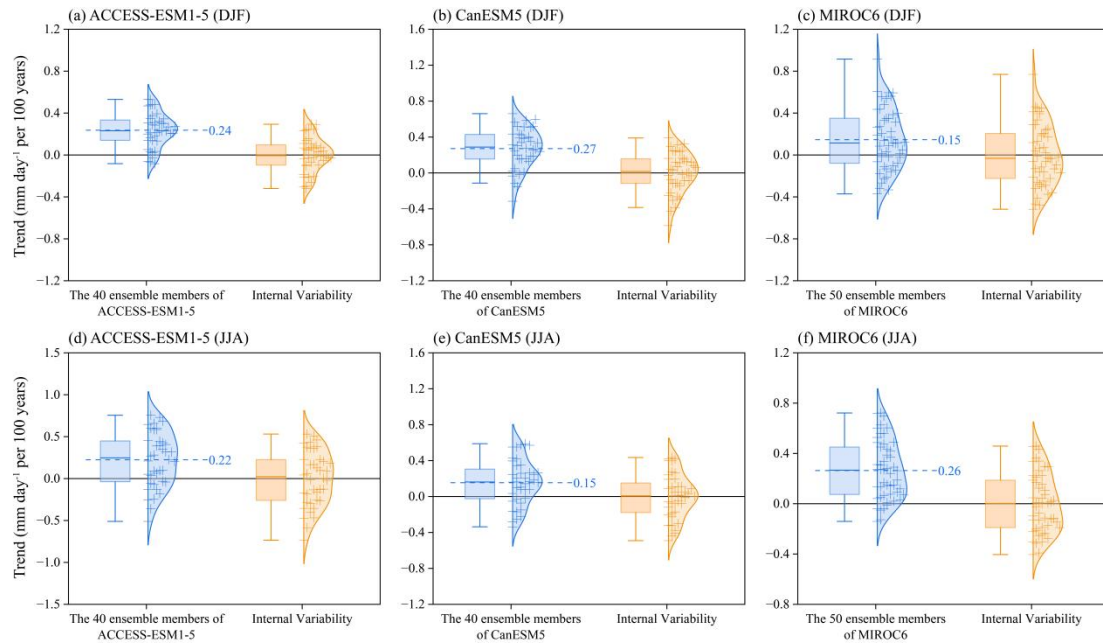 (a) ACCESS-ESM1-5 (DJF)
Trend (mm day⁻¹ per 100 years)
1.2
0.8
0.4
0.0
−0.4
−0.8
−1.2
0.24
The 40 ensemble members of
ACCESS-ESM1-5
Internal Variability
(b) CanESM5 (DJF)
1.6
1.2
0.8
0.4
0.0
−0.4
−0.8
−1.2
0.27
The 40 ensemble members
of CanESM5
Internal Variability
(c) MIROC6 (DJF)
1.2
0.8
0.4
0.0
−0.4
−0.8
−1.2
0.15
The 50 ensemble members
of MIROC6
Internal Variability
(d) ACCESS-ESM1-5 (JJA)
Trend (mm day⁻¹ per 100 years)
1.5
1.0
0.5
0.0
−0.5
−1.0
−1.5
0.22
The 40 ensemble members of
ACCESS-ESM1-5
Internal Variability
(e) CanESM5 (JJA)
1.6
1.2
0.8
0.4
0.0
−0.4
−0.8
−1.2
0.15
The 40 ensemble members
of CanESM5
Internal Variability
(f) MIROC6 (JJA)
1.2
0.8
0.4
0.0
−0.4
−0.8
0.26
The 50 ensemble members
of MIROC6
Internal Variability